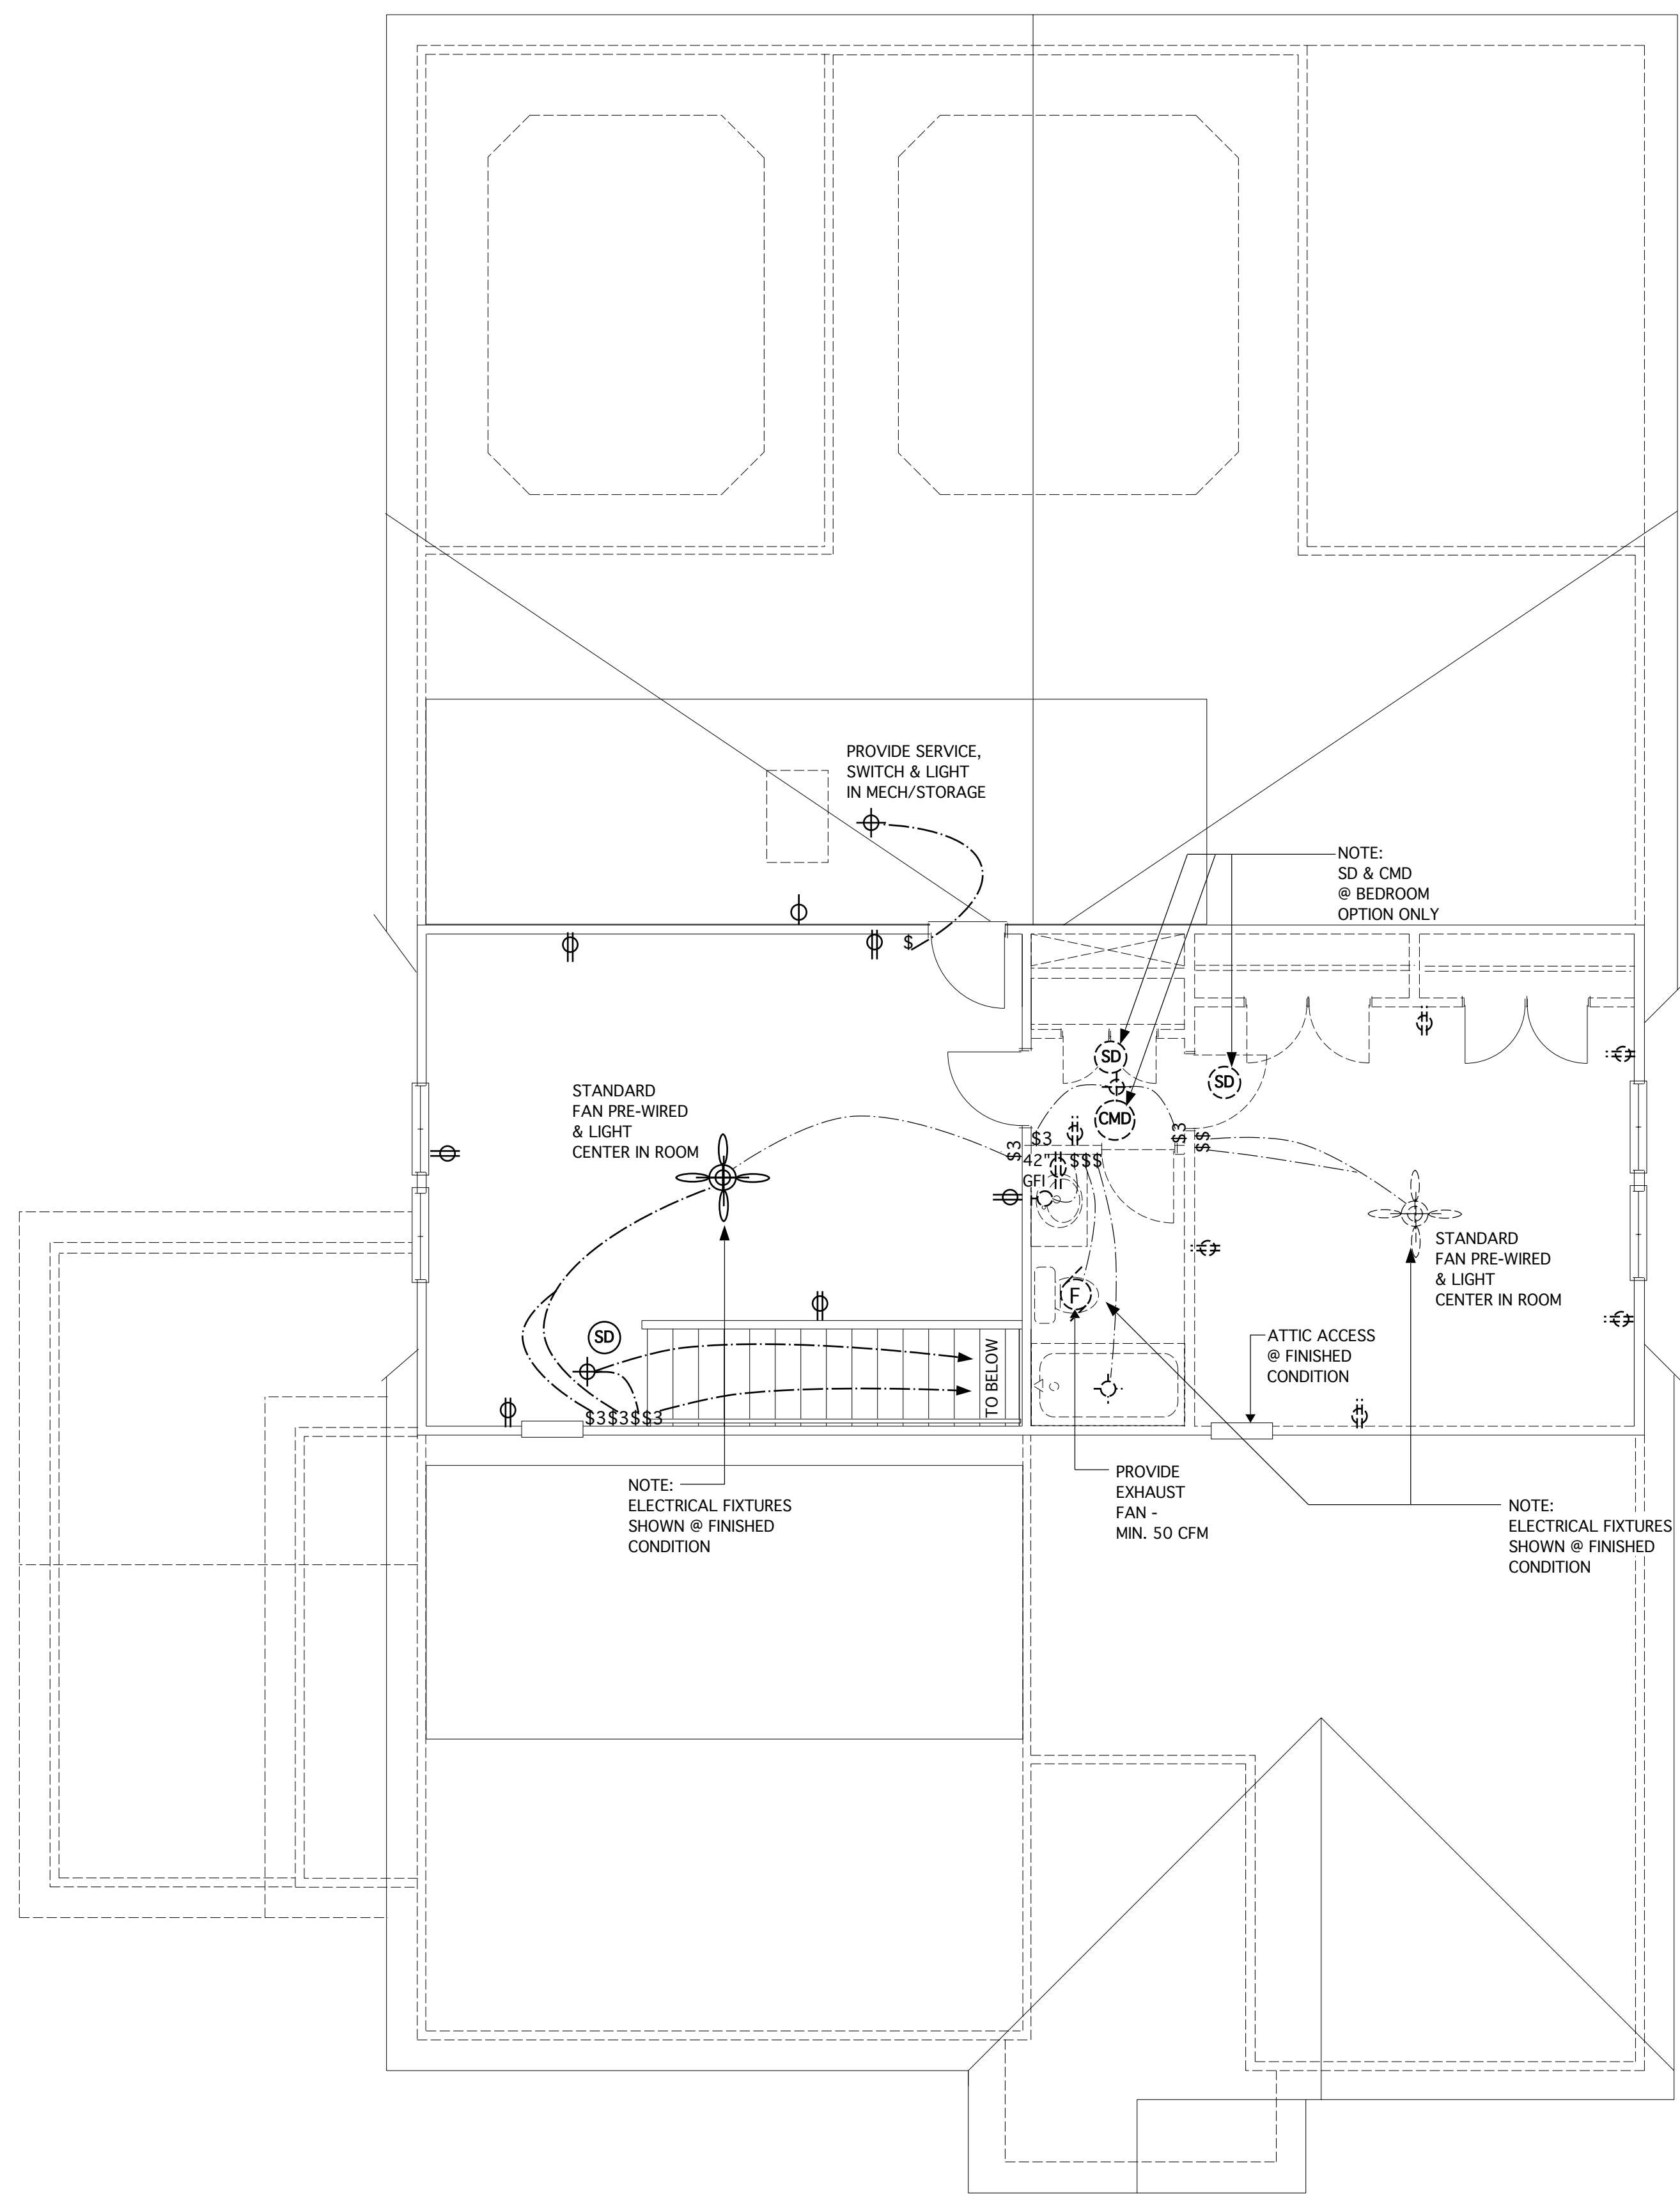 PROVIDE SERVICE,
SWITCH & LIGHT
IN MECH/STORAGE
NOTE:
SD & CMD
@ BEDROOM
OPTION ONLY
$
SD
SD
CMD
STANDARD
FAN PRE-WIRED
& LIGHT
CENTER IN ROOM
$3
$3
$3
$$
42"
$$$
GFI
STANDARD
FAN PRE-WIRED
& LIGHT
CENTER IN ROOM
F
SD
TO BELOW
ATTIC ACCESS
@ FINISHED
CONDITION
$3$3$$3
NOTE:
ELECTRICAL FIXTURES
SHOWN @ FINISHED
CONDITION
PROVIDE
EXHAUST
FAN -
MIN. 50 CFM
NOTE:
ELECTRICAL FIXTURES
SHOWN @ FINISHED
CONDITION